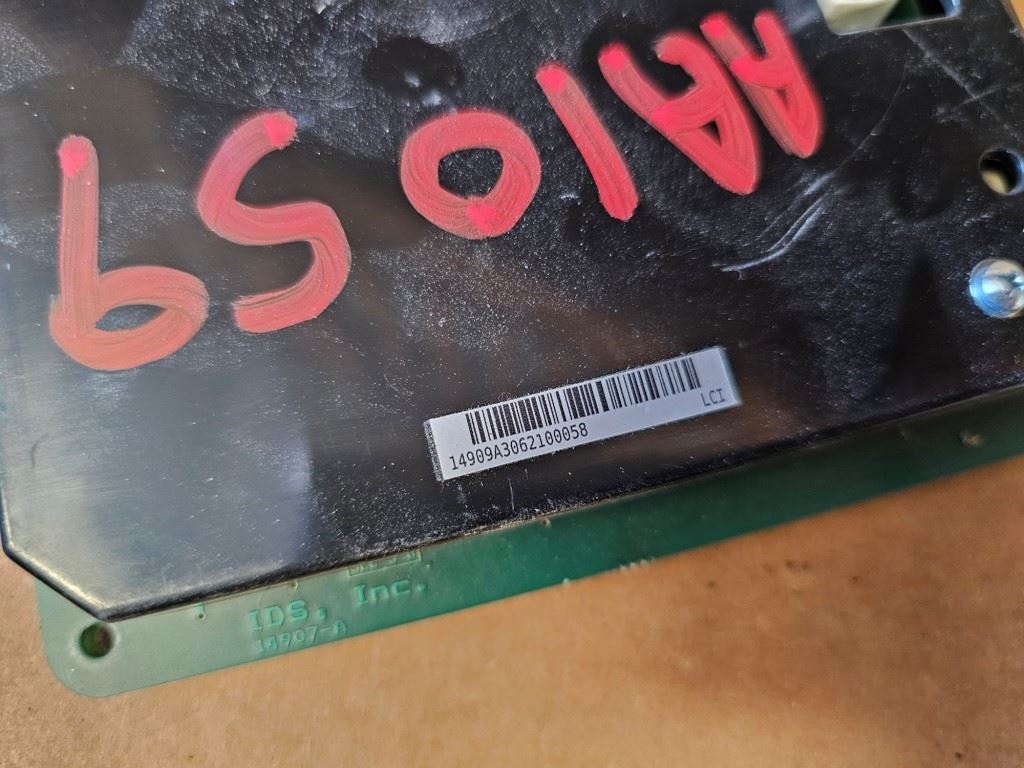 AA1059
14909A3062100058
LCI
IDS, Inc.
14907-A